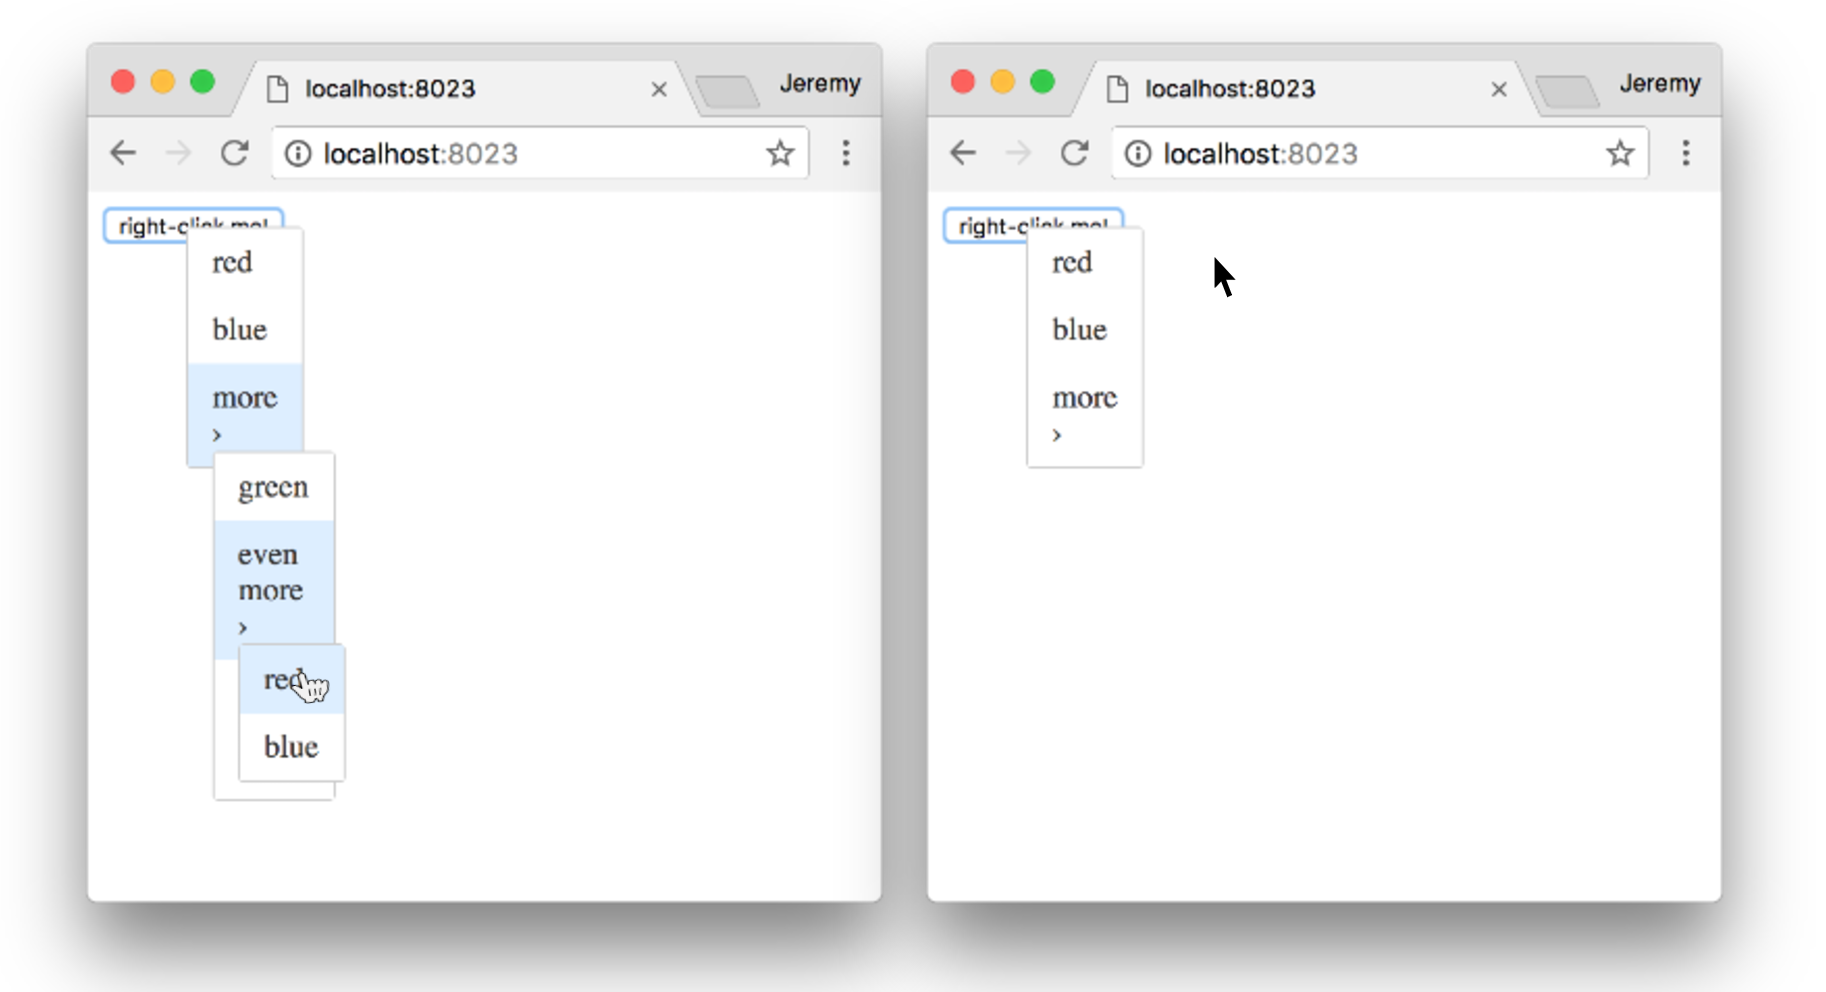 localhost:8023
Jeremy
localhost:8023
right-click me!
red
blue
more
›
green
even
more
›
red
blue
localhost:8023
Jeremy
localhost:8023
right-click me!
red
blue
more
›